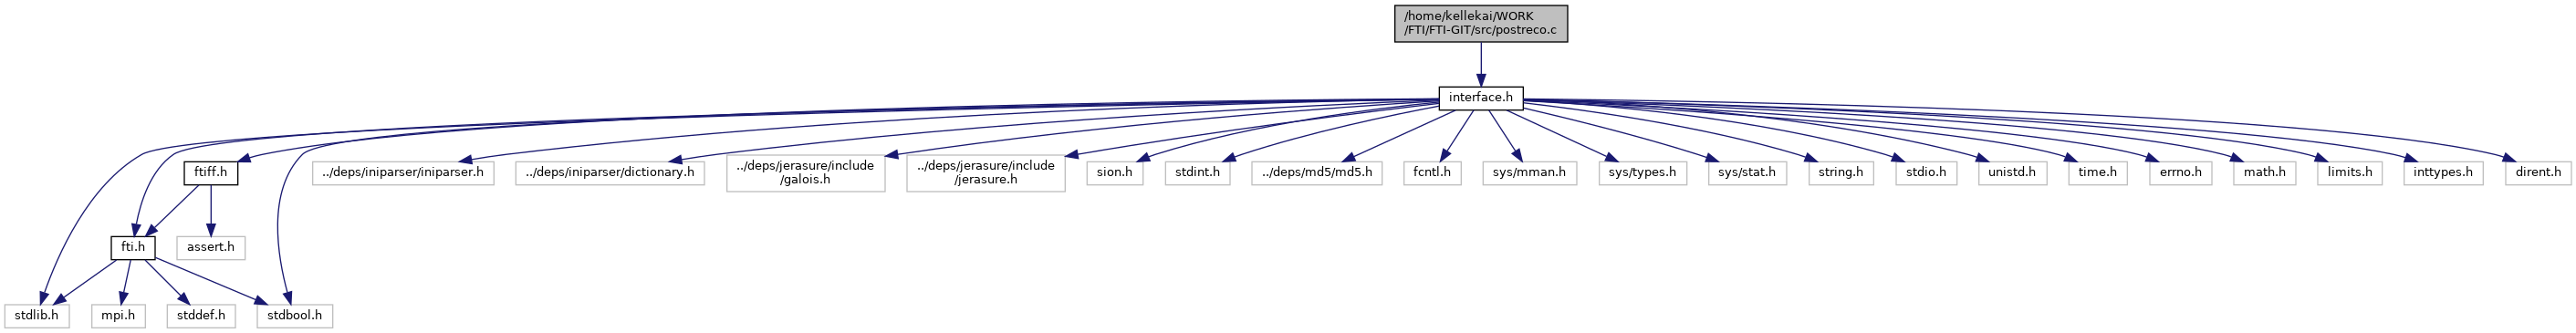 /home/kellekai/WORK
/FTI/FTI-GIT/src/postreco.c
interface.h
ftiff.h
../deps/iniparser/iniparser.h
../deps/iniparser/dictionary.h
../deps/jerasure/include
/galois.h
../deps/jerasure/include
/jerasure.h
sion.h
stdint.h
../deps/md5/md5.h
fcntl.h
sys/mman.h
sys/types.h
sys/stat.h
string.h
stdio.h
unistd.h
time.h
errno.h
math.h
limits.h
inttypes.h
dirent.h
fti.h
assert.h
stdlib.h
mpi.h
stddef.h
stdbool.h